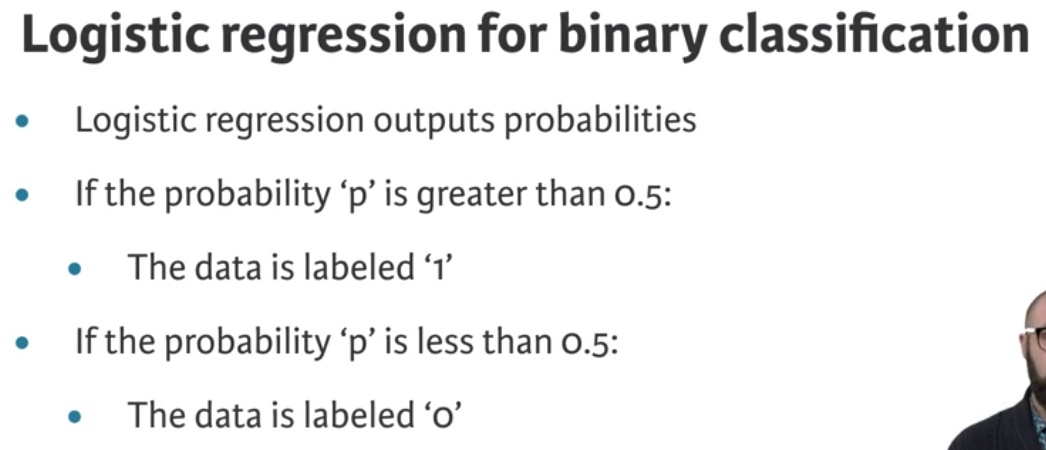 Logistic regression for binary classification
• Logistic regression outputs probabilities
• If the probability ‘p’ is greater than 0.5:
• The data is labeled ‘1’
• If the probability ‘p’ is less than 0.5:
• The data is labeled ‘0’